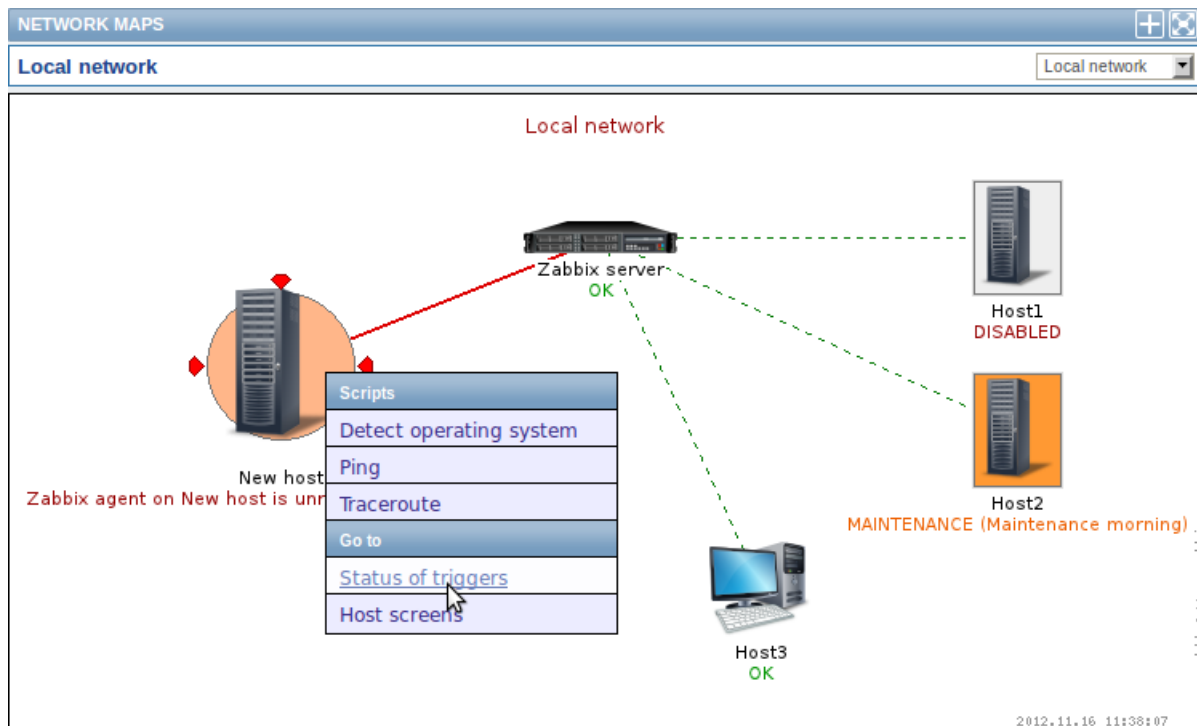 NETWORK MAPS
Local network
Local network
Local network
Zabbix server
OK
Host1
DISABLED
New host
Zabbix agent on New host is
Scripts
Detect operating system
Ping
Traceroute
Go to
Status of triggers
Host screens
Host2
MAINTENANCE (Maintenance morning)
Host3
OK
2012.11.16 11:38:07